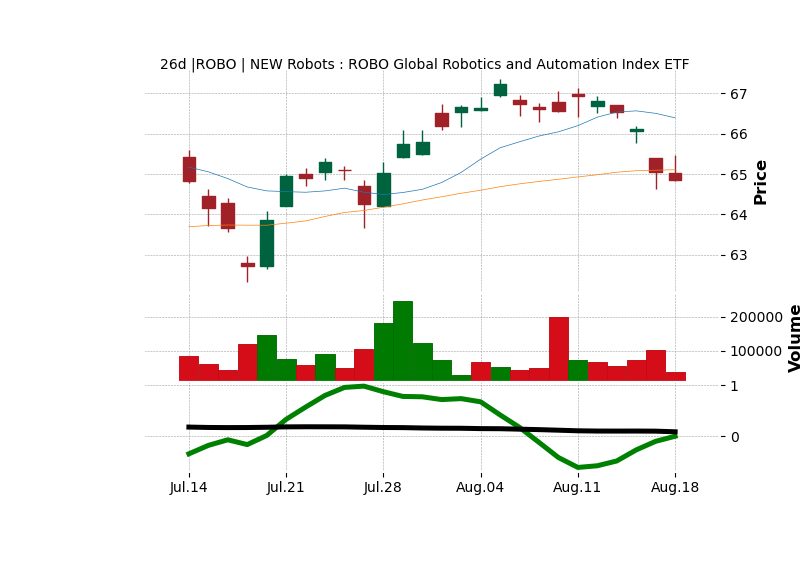 26d |ROBO | NEW Robots : ROBO Global Robotics and Automation Index ETF
67
66
65
64
63
Price
200000
100000
Volume
1
0
Jul.14 Jul.21 Jul.28 Aug.04 Aug.11 Aug.18